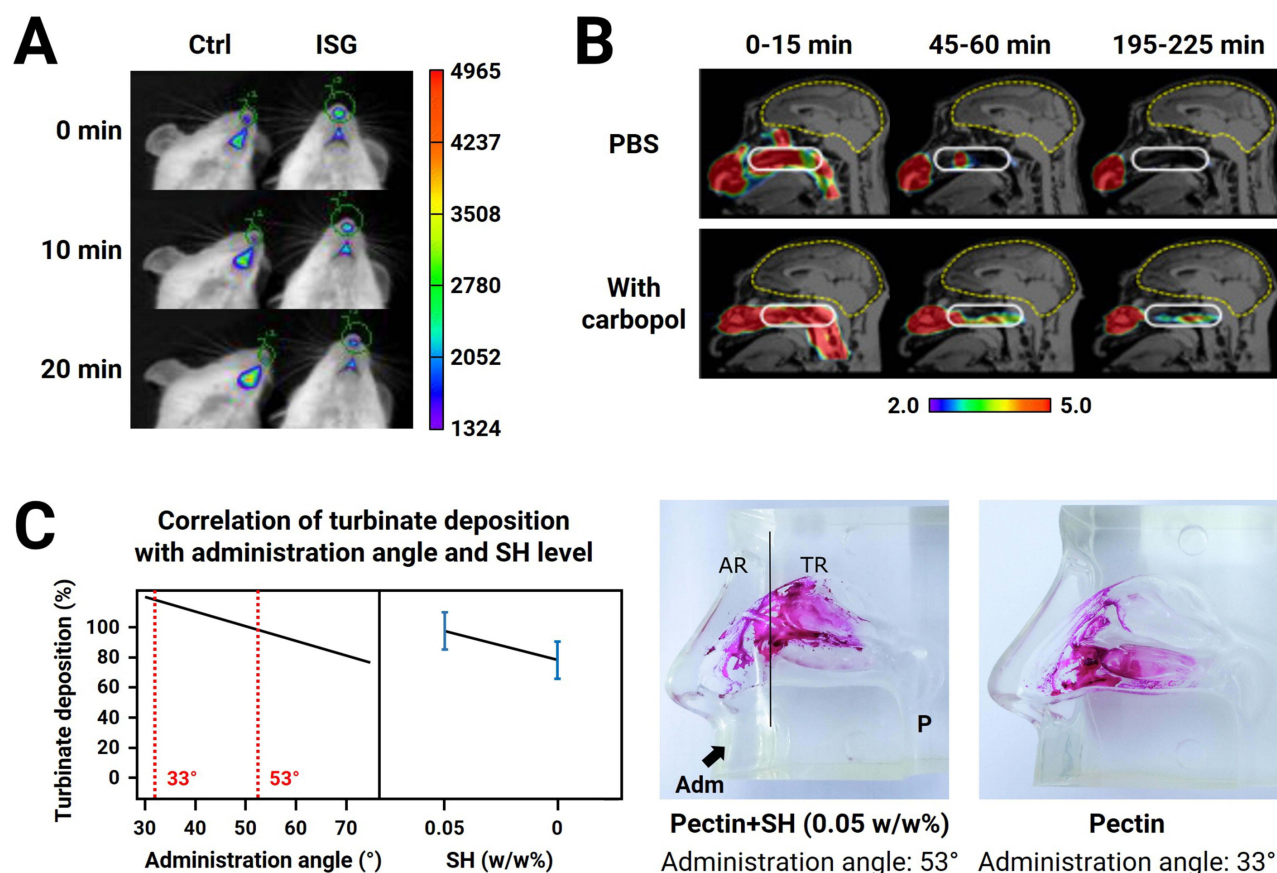 A
Ctrl ISG
0 min
10 min
20 min
4965
4237
3508
2780
2052
1324
B
0-15 min 45-60 min 195-225 min
PBS
With
carbopol
2.0 5.0
C
Correlation of turbinate deposition
with administration angle and SH level
Turbinate deposition (%)
100
80
60
40
20
0
33° 53°
30 40 50 60 70 0.05 0
Administration angle (°) SH (w/w%)
AR TR
P
Adm
Pectin+SH (0.05 w/w%)
Administration angle: 53°
Pectin
Administration angle: 33°